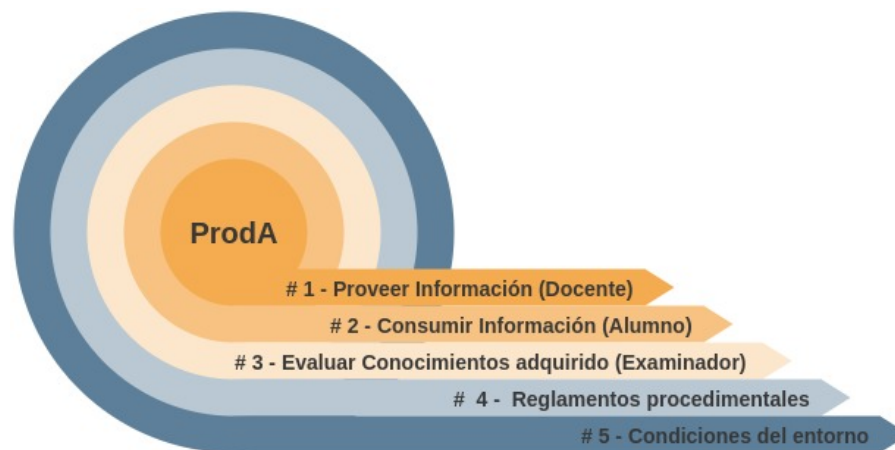 ProdA
# 1 - Proveer Información (Docente)
# 2 - Consumir Información (Alumno)
# 3 - Evaluar Conocimientos adquirido (Examinador)
# 4 - Reglamentos procedimentales
# 5 - Condiciones del entorno